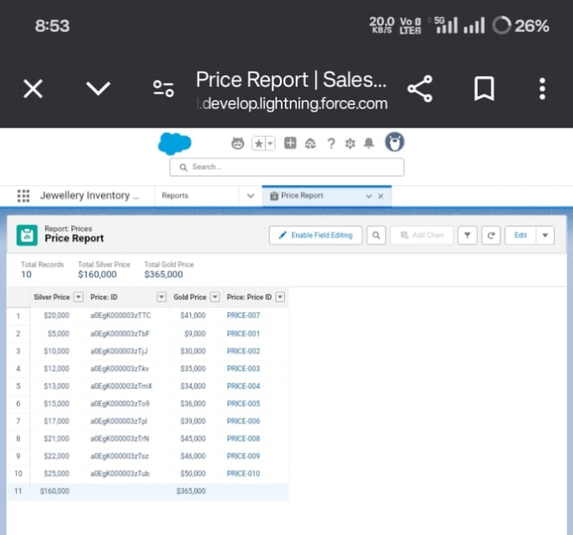 8:53
20.0 KB/S Vo LTE 5G 26%
Price Report | Sales...
.develop.lightning.force.com
Search...
Jewellery Inventory ... Reports Price Report
Report: Prices
Price Report
Enable Field Editing Add Chart Edit
Total Records Total Silver Price Total Gold Price
10 $160,000 $365,000
Silver Price Price: ID Gold Price Price: Price ID
1 $20,000 a0EgK000003zTTC $41,000 PRICE-007
2 $5,000 a0EgK000003zTbF $9,000 PRICE-001
3 $10,000 a0EgK000003zTjJ $30,000 PRICE-002
4 $12,000 a0EgK000003zTkv $35,000 PRICE-003
5 $13,000 a0EgK000003zTmX $34,000 PRICE-004
6 $15,000 a0EgK000003zTo9 $36,000 PRICE-005
7 $17,000 a0EgK000003zTpl $39,000 PRICE-006
8 $21,000 a0EgK000003zTrN $45,000 PRICE-008
9 $22,000 a0EgK000003zTsz $46,000 PRICE-009
10 $25,000 a0EgK000003zTub $50,000 PRICE-010
11 $160,000 $365,000